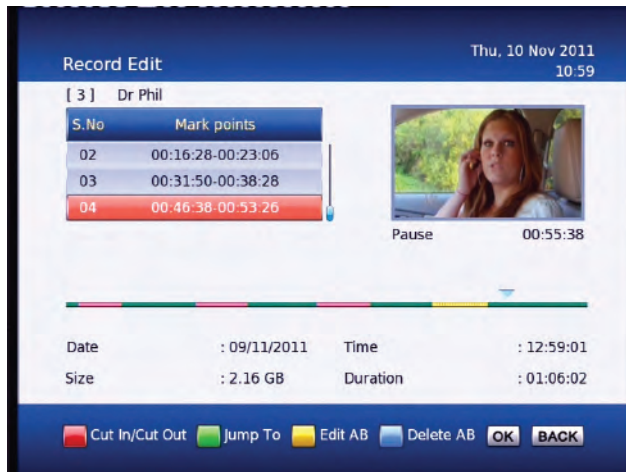 Record Edit
Thu, 10 Nov 2011
10:59
[ 3 ] Dr Phil
S.No Mark points
02 00:16:28-00:23:06
03 00:31:50-00:38:28
04 00:46:38-00:53:26
Pause 00:55:38
Date : 09/11/2011 Time : 12:59:01
Size : 2.16 GB Duration : 01:06:02
Cut In/Cut Out Jump To Edit AB Delete AB OK BACK